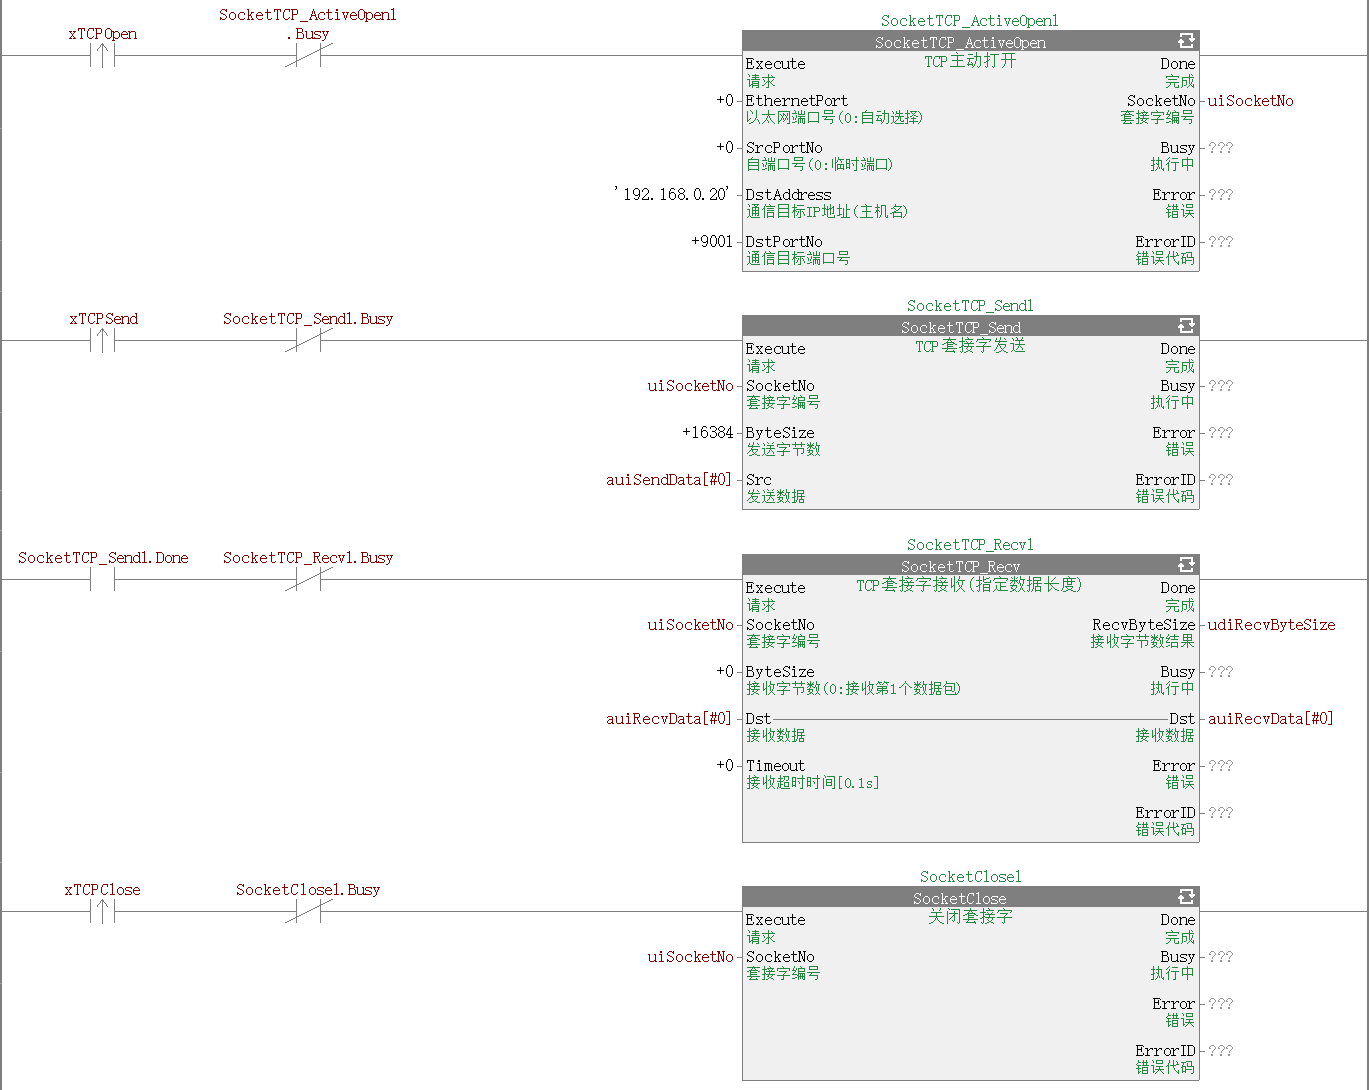 SocketTCP_ActiveOpen1
xTCPOpen
.Busy
SocketTCP_ActiveOpen1
SocketTCP_ActiveOpen
TCP主动打开
Execute
Done
请求
完成
+0
EthernetPort
SocketNo
uiSocketNo
以太网端口号(0:自动选择)
套接字编号
+0
SrcPortNo
Busy
???
自端口号(0:临时端口)
执行中
'192.168.0.20'
DstAddress
Error
???
通信目标IP地址(主机名)
错误
+9001
DstPortNo
ErrorID
???
通信目标端口号
错误代码
xTCPSend
SocketTCP_Send1.Busy
SocketTCP_Send1
SocketTCP_Send
TCP套接字发送
Execute
Done
请求
完成
uiSocketNo
SocketNo
Busy
???
套接字编号
执行中
+16384
ByteSize
Error
???
发送字节数
错误
auiSendData[#0]
Src
ErrorID
???
发送数据
错误代码
SocketTCP_Send1.Done
SocketTCP_Recv1.Busy
SocketTCP_Recv1
SocketTCP_Recv
TCP套接字接收(指定数据长度)
Execute
Done
请求
完成
uiSocketNo
SocketNo
RecvByteSize
udiRecvByteSize
套接字编号
接收字节数结果
+0
ByteSize
Busy
???
接收字节数(0:接收第1个数据包)
执行中
auiRecvData[#0]
Dst
Dst
auiRecvData[#0]
接收数据
接收数据
+0
Timeout
Error
???
接收超时时间[0.1s]
错误
ErrorID
???
错误代码
xTCPClose
SocketClose1.Busy
SocketClose1
SocketClose
关闭套接字
Execute
Done
请求
完成
uiSocketNo
SocketNo
Busy
???
套接字编号
执行中
Error
???
错误
ErrorID
???
错误代码